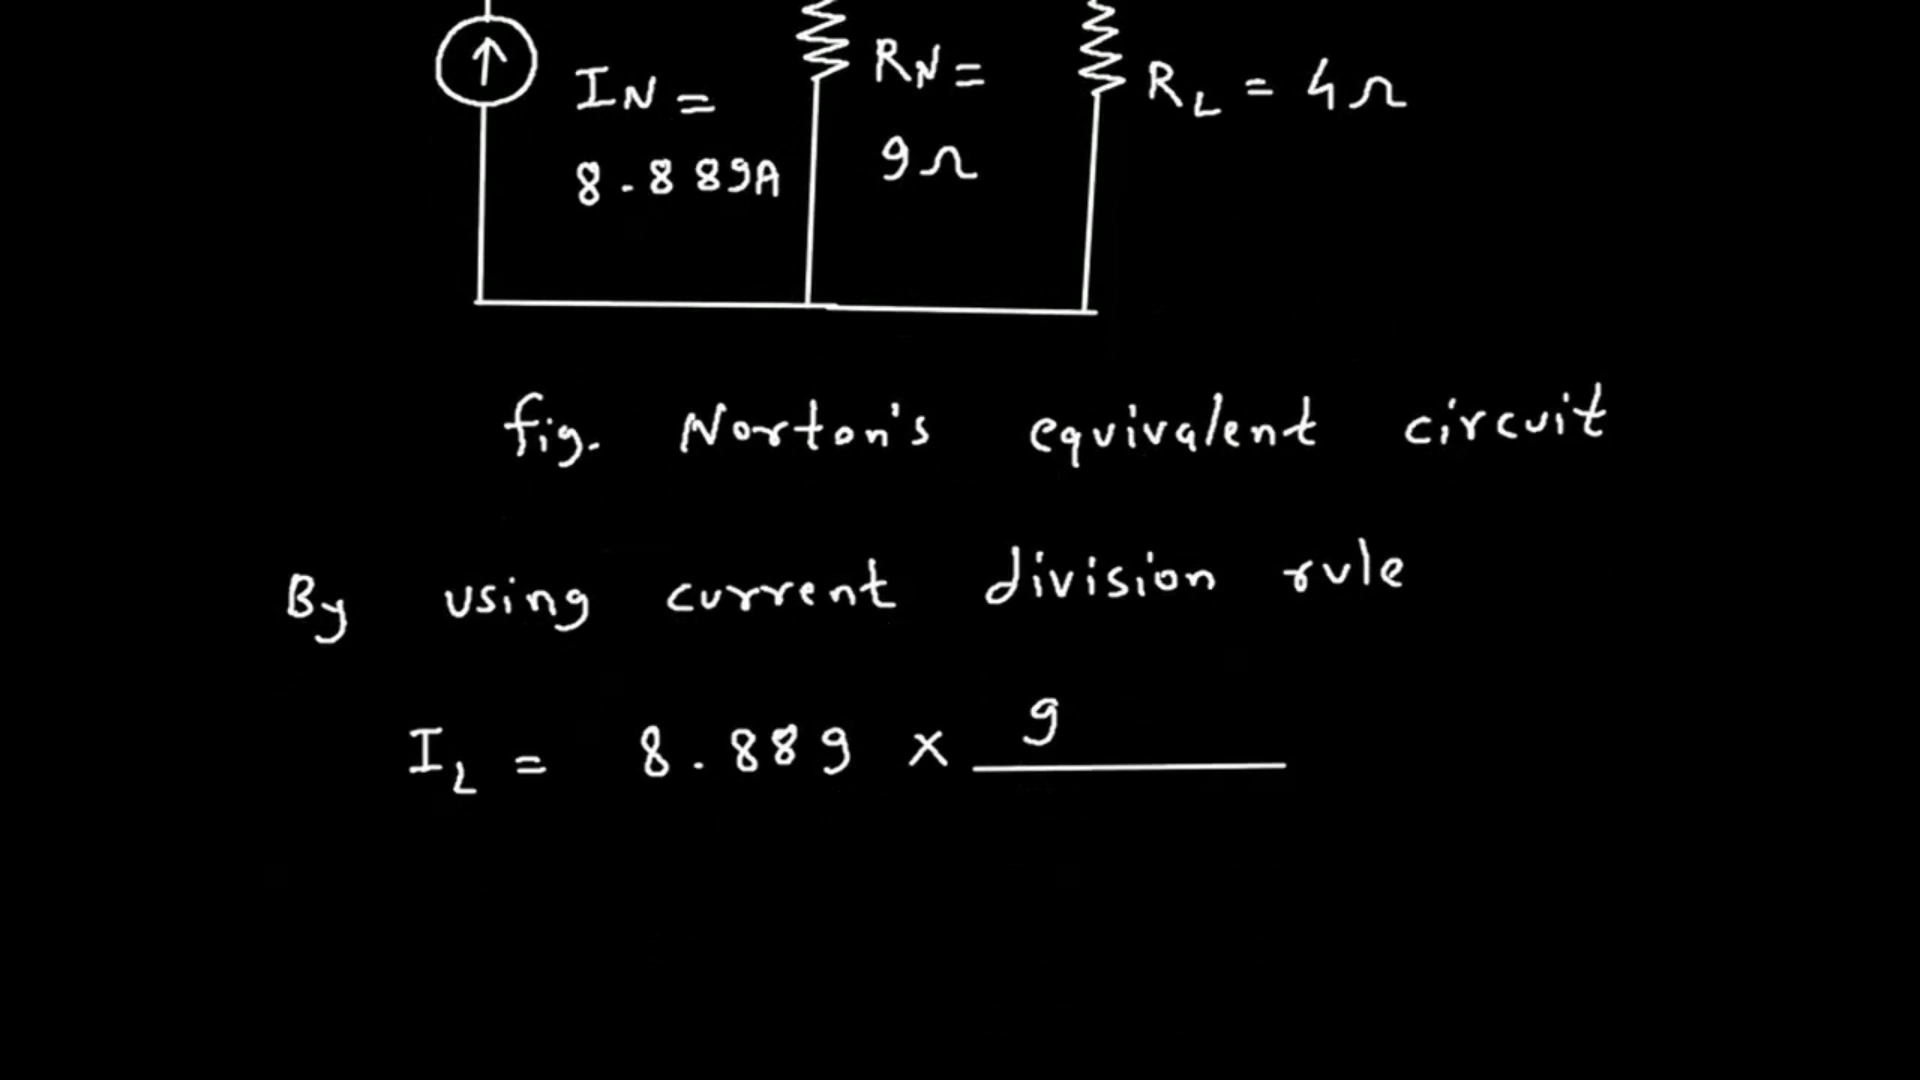 IN = RN = RL = 4Ω
8.889A 9Ω
fig. Norton's equivalent circuit
By using current division rule
IL = 8.889 × 9